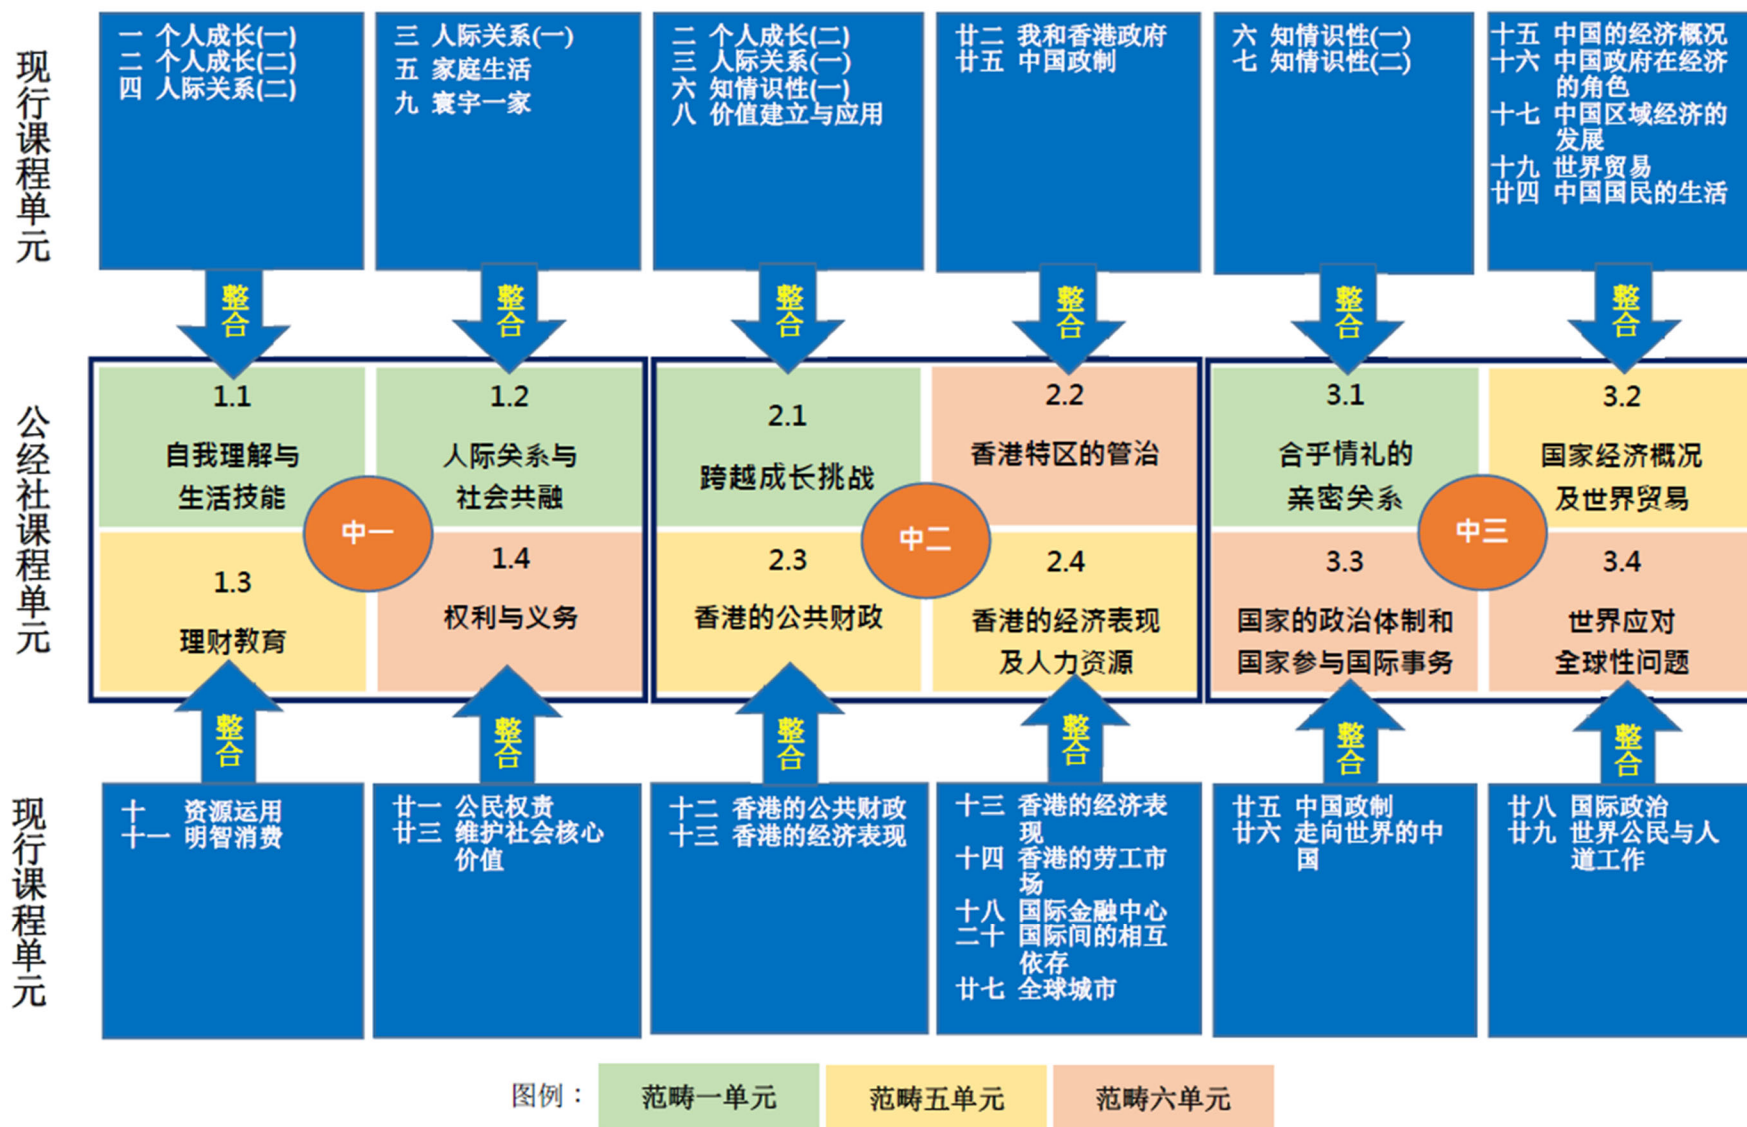 现行课程单元
一 个人成长(一)
二 个人成长(二)
四 人际关系(二)
三 人际关系(一)
五 家庭生活
九 寰宇一家
二 个人成长(二)
三 人际关系(一)
六 知情识性(一)
八 价值建立与应用
廿二 我和香港政府
廿五 中国政制
六 知情识性(一)
七 知情识性(二)
十五 中国的经济概况
十六 中国政府在经济
的角色
十七 中国区域经济的
发展
十九 世界贸易
廿四 中国国民的生活
整合
整合
整合
整合
整合
整合
公经社课程单元
1.1
自我理解与
生活技能
1.2
人际关系与
社会共融
中一
1.3
理财教育
1.4
权利与义务
2.1
跨越成长挑战
2.2
香港特区的管治
中二
2.3
香港的公共财政
2.4
香港的经济表现
及人力资源
3.1
合乎情礼的
亲密关系
3.2
国家经济概况
及世界贸易
中三
3.3
国家的政治体制和
国家参与国际事务
3.4
世界应对
全球性问题
整合
整合
整合
整合
整合
整合
现行课程单元
十 资源运用
十一 明智消费
廿一 公民权责
廿三 维护社会核心
价值
十二 香港的公共财政
十三 香港的经济表现
十三 香港的经济表
现
十四 香港的劳工市
场
十八 国际金融中心
二十 国际间的相互
依存
廿七 全球城市
廿五 中国政制
廿六 走向世界的中
国
廿八 国际政治
廿九 世界公民与人
道工作
图例：
范畴一单元
范畴五单元
范畴六单元